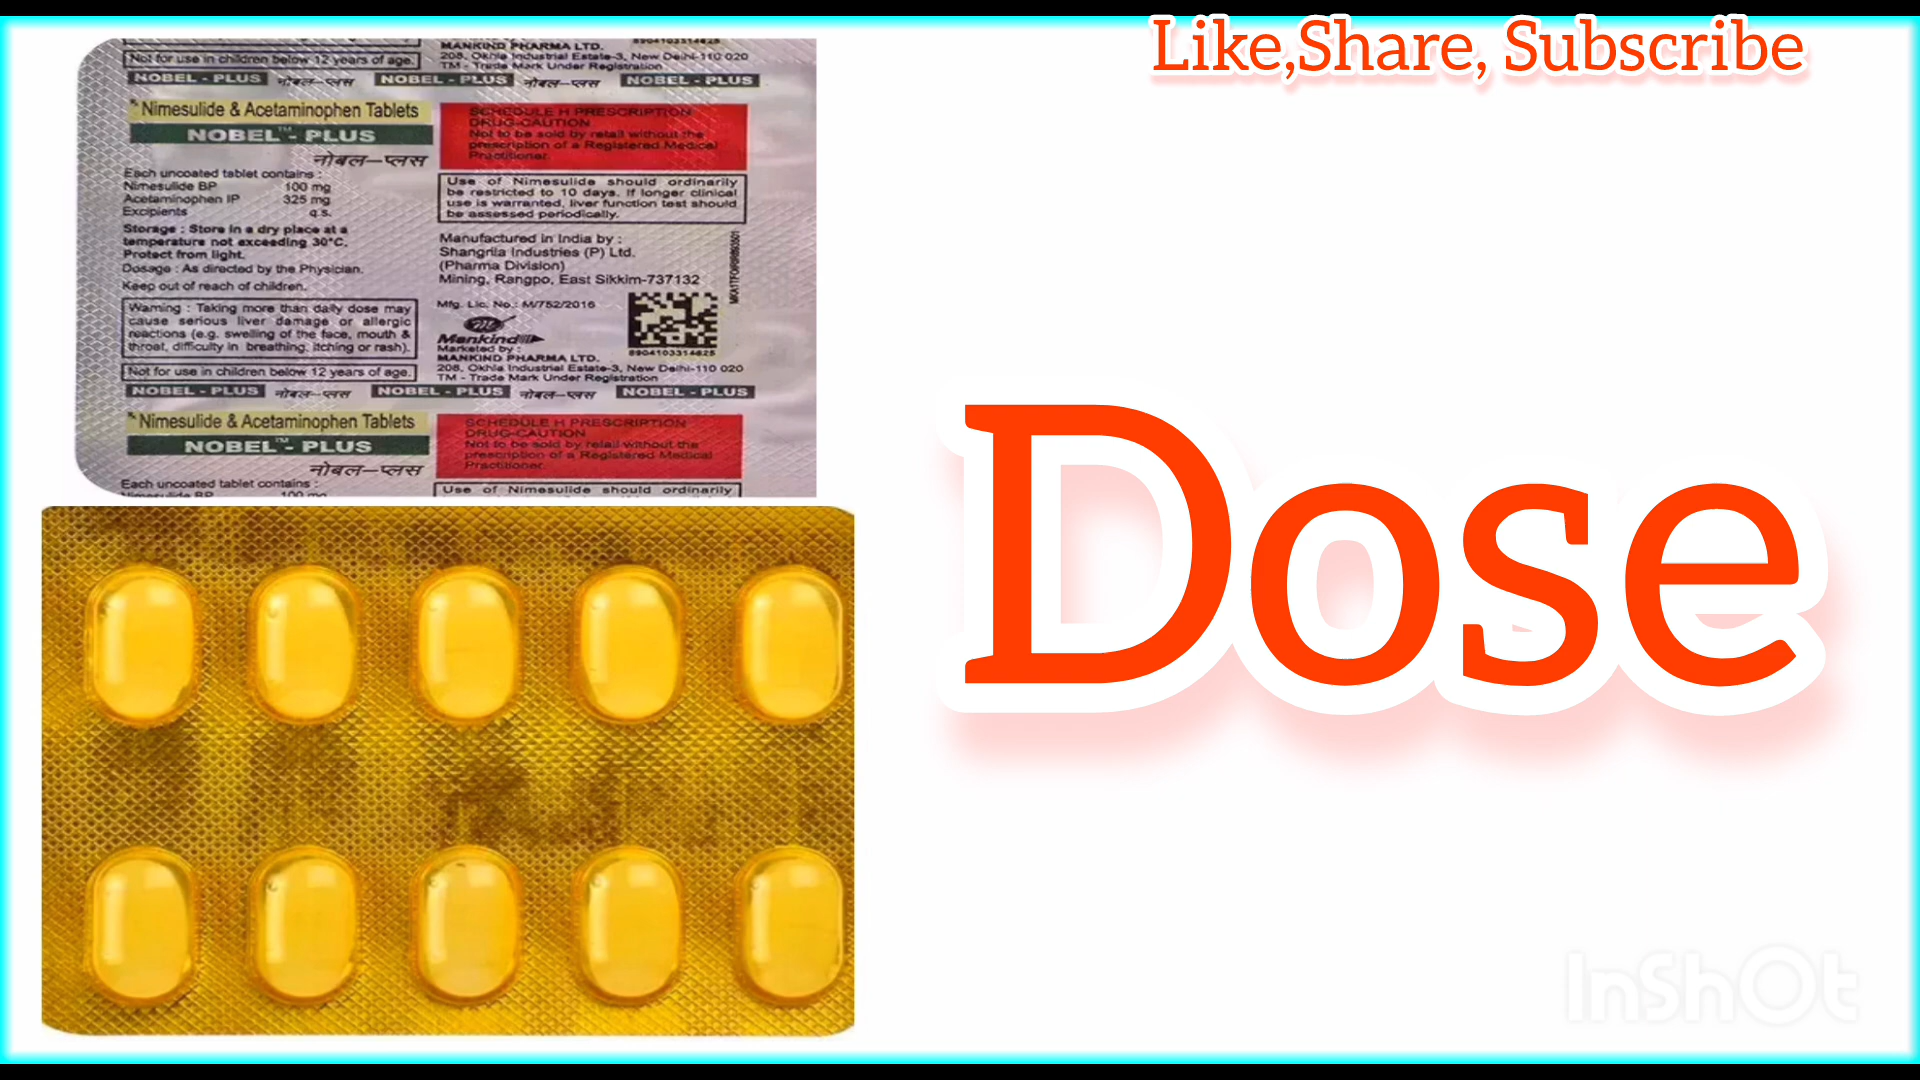 Like,Share, Subscribe
MANKIND PHARMA LTD.
Not for use in children below 12 years of age.
208, Okhla Industrial Estate-3, New Delhi-110 020
TM - Trade Mark Under Registration
NOBEL - PLUS नोबल–प्लस NOBEL - PLUS नोबल–प्लस NOBEL - PLUS
Nimesulide & Acetaminophen Tablets
NOBEL™- PLUS
नोबल–प्लस
Each uncoated tablet contains :
Nimesulide BP 100 mg
Acetaminophen IP 325 mg
Excipients q.s.
Storage : Store in a dry place at a
temperature not exceeding 30°C.
Protect from light.
Dosage : As directed by the Physician.
Keep out of reach of children.
Warning : Taking more than daily dose may
cause serious liver damage or allergic
reactions (e.g. swelling of the face, mouth &
throat, difficulty in breathing, itching or rash).
Not for use in children below 12 years of age.
SCHEDULE H PRESCRIPTION
DRUG-CAUTION
Not to be sold by retail without the
prescription of a Registered Medical
Practitioner.
Use of Nimesulide should ordinarily
be restricted to 10 days. If longer clinical
use is warranted, liver function test should
be assessed periodically.
Manufactured in India by :
Shangrila Industries (P) Ltd.
(Pharma Division)
Mining, Rangpo, East Sikkim-737132
Mfg. Lic. No.: M/752/2016
Mankind
Marketed by :
MANKIND PHARMA LTD.
208, Okhla Industrial Estate-3, New Delhi-110 020
TM - Trade Mark Under Registration
NOBEL - PLUS नोबल–प्लस NOBEL - PLUS नोबल–प्लस NOBEL - PLUS
Nimesulide & Acetaminophen Tablets
NOBEL™- PLUS
नोबल–प्लस
Each uncoated tablet contains :
Nimesulide BP 100 mg
SCHEDULE H PRESCRIPTION
DRUG-CAUTION
Not to be sold by retail without the
prescription of a Registered Medical
Practitioner.
Use of Nimesulide should ordinarily
Dose
InShOt